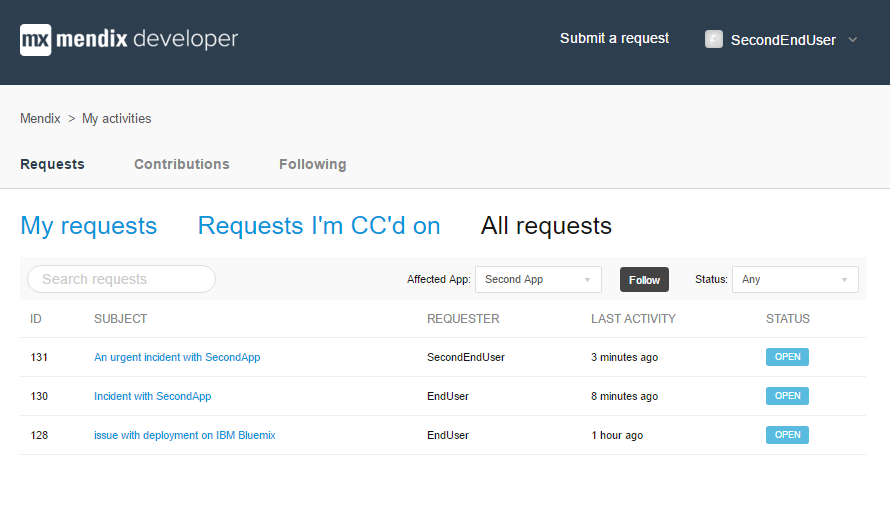 mx mendix developer Submit a request SecondEndUser
Mendix > My activities
Requests Contributions Following
My requests Requests I'm CC'd on All requests
Search requests Affected App: Second App Follow Status: Any
ID SUBJECT REQUESTER LAST ACTIVITY STATUS
131 An urgent incident with SecondApp SecondEndUser 3 minutes ago OPEN
130 Incident with SecondApp EndUser 8 minutes ago OPEN
128 issue with deployment on IBM Bluemix EndUser 1 hour ago OPEN